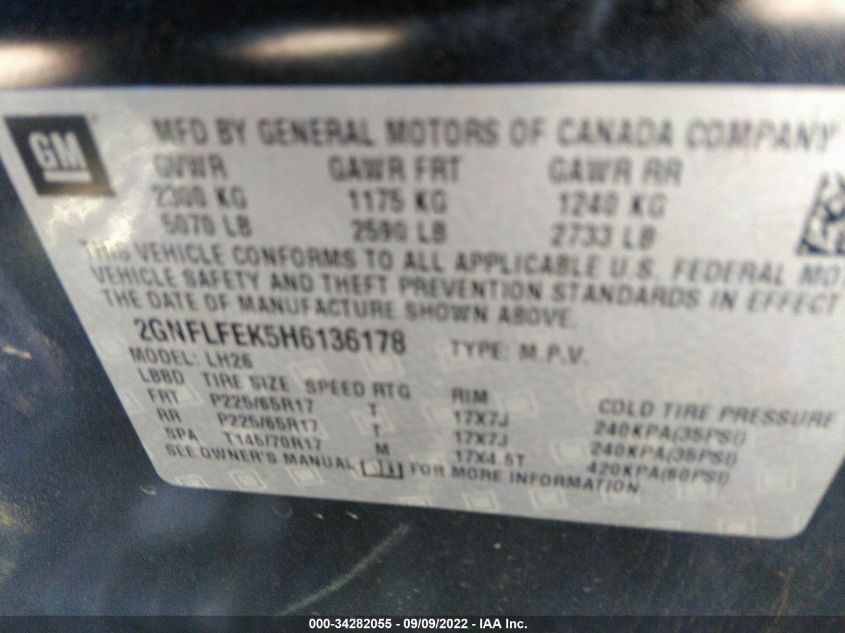 GM
MFD BY GENERAL MOTORS OF CANADA COMPANY
GVWR GAWR FRT GAWR RR
2300 KG 1175 KG 1240 KG
5070 LB 2590 LB 2733 LB
THIS VEHICLE CONFORMS TO ALL APPLICABLE U.S. FEDERAL MOT
VEHICLE SAFETY AND THEFT PREVENTION STANDARDS IN EFFECT
THE DATE OF MANUFACTURE SHOWN ABOVE.
2GNFLFEK5H6136178 TYPE: M.P.V.
MODEL: LH26
LBBD TIRE SIZE SPEED RTG RIM COLD TIRE PRESSURE
FRT P225/65R17 T 17X7J 240KPA(35PSI)
RR P225/65R17 T 17X7J 240KPA(35PSI)
SPA T145/70R17 M 17X4.5T 420KPA(60PSI)
SEE OWNER'S MANUAL FOR MORE INFORMATION.
000-34282055 - 09/09/2022 - IAA Inc.